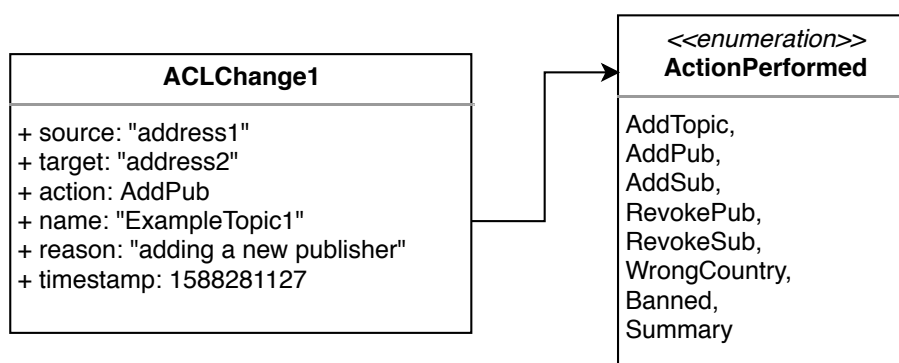 ACLChange1
+ source: "address1"
+ target: "address2"
+ action: AddPub
+ name: "ExampleTopic1"
+ reason: "adding a new publisher"
+ timestamp: 1588281127
<<enumeration>>
ActionPerformed
AddTopic,
AddPub,
AddSub,
RevokePub,
RevokeSub,
WrongCountry,
Banned,
Summary